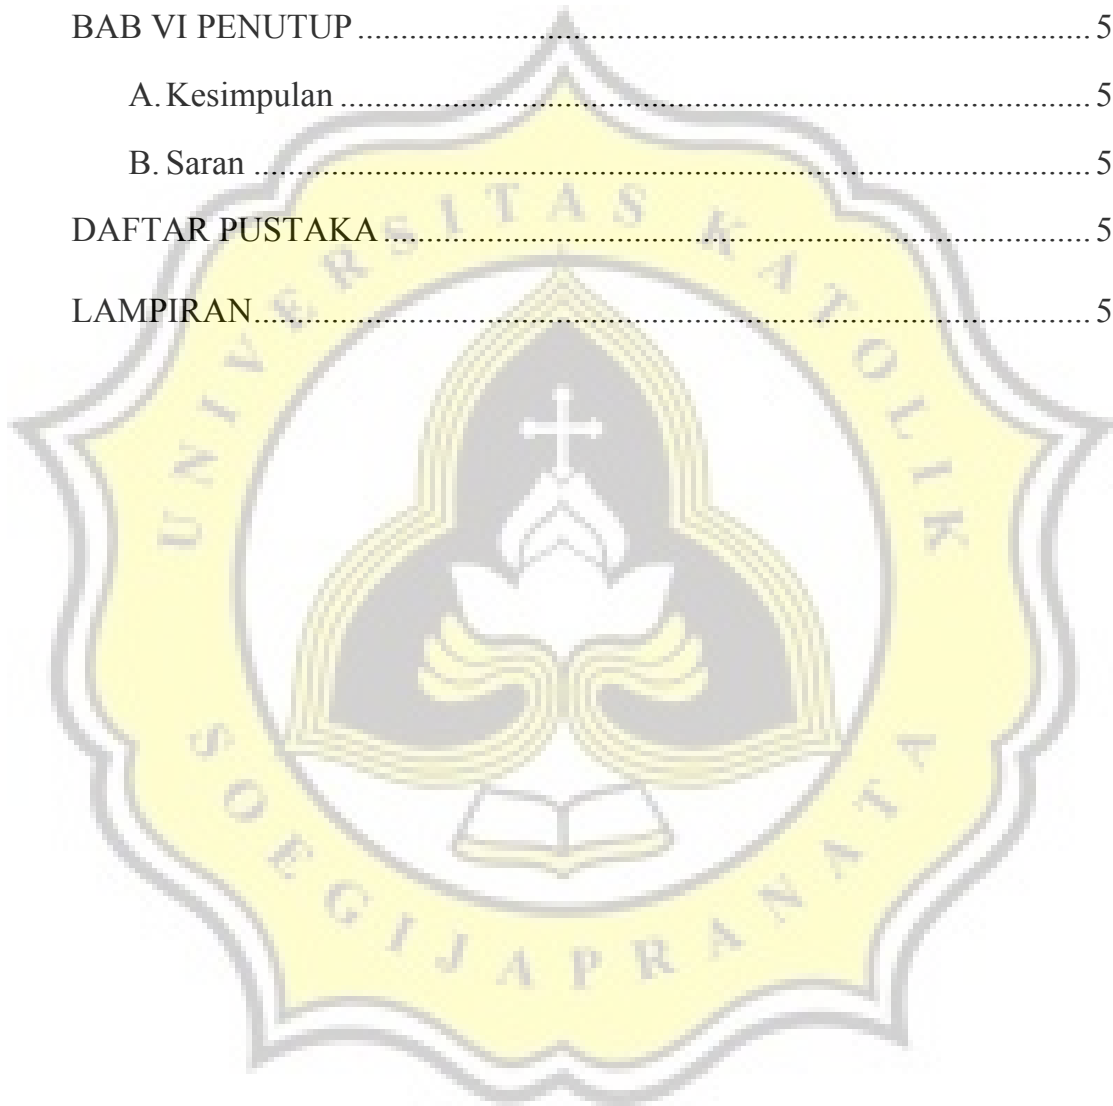 BAB VI PENUTUP ........................................................................................ 5
A. Kesimpulan ........................................................................................ 5
B. Saran ........................................................................................ 5
DAFTAR PUSTAKA ........................................................................................ 5
LAMPIRAN ........................................................................................ 5
UNIVERSITAS KATOLIK
SOEGIJAPRANATA